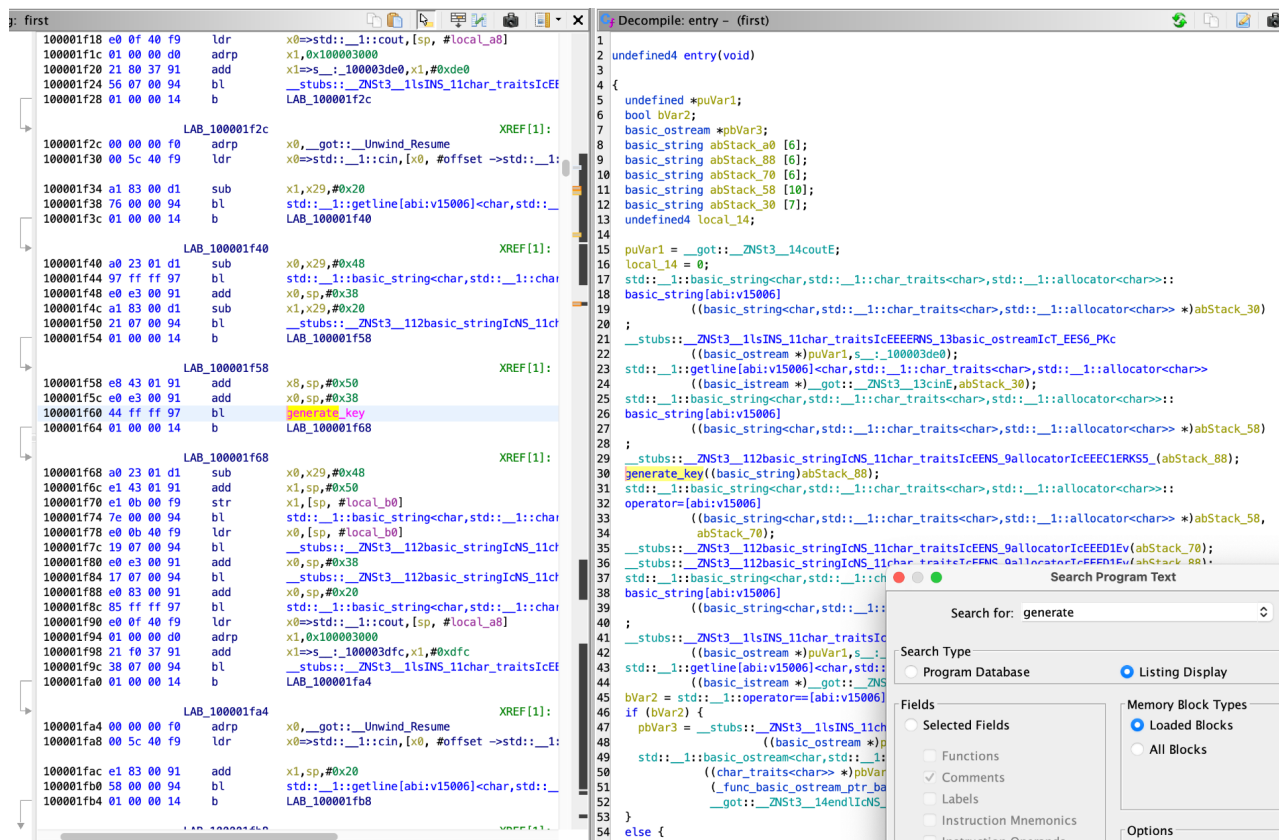 g: first
100001f18 e0 0f 40 f9 ldr x0=>std::__1::cout,[sp, #local_a8]
100001f1c 01 00 00 d0 adrp x1,0x100003000
100001f20 21 80 37 91 add x1=>s__:_100003de0,x1,#0xde0
100001f24 56 07 00 94 bl __stubs::__ZNSt3__1lsINS_11char_traitsIcEE
100001f28 01 00 00 14 b LAB_100001f2c
LAB_100001f2c XREF[1]:
100001f2c 00 00 00 f0 adrp x0,__got::__Unwind_Resume
100001f30 00 5c 40 f9 ldr x0=>std::__1::cin,[x0, #offset ->std::__1:
100001f34 a1 83 00 d1 sub x1,x29,#0x20
100001f38 76 00 00 94 bl std::__1::getline[abi:v15006]<char,std::__
100001f3c 01 00 00 14 b LAB_100001f40
LAB_100001f40 XREF[1]:
100001f40 a0 23 01 d1 sub x0,x29,#0x48
100001f44 97 ff ff 97 bl std::__1::basic_string<char,std::__1::char
100001f48 e0 e3 00 91 add x0,sp,#0x38
100001f4c a1 83 00 d1 sub x1,x29,#0x20
100001f50 21 07 00 94 bl __stubs::__ZNSt3__112basic_stringIcNS_11ch
100001f54 01 00 00 14 b LAB_100001f58
LAB_100001f58 XREF[1]:
100001f58 e8 43 01 91 add x8,sp,#0x50
100001f5c e0 e3 00 91 add x0,sp,#0x38
100001f60 44 ff ff 97 bl generate_key
100001f64 01 00 00 14 b LAB_100001f68
LAB_100001f68 XREF[1]:
100001f68 a0 23 01 d1 sub x0,x29,#0x48
100001f6c e1 43 01 91 add x1,sp,#0x50
100001f70 e1 0b 00 f9 str x1,[sp, #local_b0]
100001f74 7e 00 00 94 bl std::__1::basic_string<char,std::__1::char
100001f78 e0 0b 40 f9 ldr x0,[sp, #local_b0]
100001f7c 19 07 00 94 bl __stubs::__ZNSt3__112basic_stringIcNS_11ch
100001f80 e0 e3 00 91 add x0,sp,#0x38
100001f84 17 07 00 94 bl __stubs::__ZNSt3__112basic_stringIcNS_11ch
100001f88 e0 83 00 91 add x0,sp,#0x20
100001f8c 85 ff ff 97 bl std::__1::basic_string<char,std::__1::char
100001f90 e0 0f 40 f9 ldr x0=>std::__1::cout,[sp, #local_a8]
100001f94 01 00 00 d0 adrp x1,0x100003000
100001f98 21 f0 37 91 add x1=>s__:_100003dfc,x1,#0xdfc
100001f9c 38 07 00 94 bl __stubs::__ZNSt3__1lsINS_11char_traitsIcEE
100001fa0 01 00 00 14 b LAB_100001fa4
LAB_100001fa4 XREF[1]:
100001fa4 00 00 00 f0 adrp x0,__got::__Unwind_Resume
100001fa8 00 5c 40 f9 ldr x0=>std::__1::cin,[x0, #offset ->std::__1:
100001fac e1 83 00 91 add x1,sp,#0x20
100001fb0 58 00 00 94 bl std::__1::getline[abi:v15006]<char,std::__
100001fb4 01 00 00 14 b LAB_100001fb8
Decompile: entry - (first)
1
2 undefined4 entry(void)
3
4 {
5 undefined *puVar1;
6 bool bVar2;
7 basic_ostream *pbVar3;
8 basic_string abStack_a0 [6];
9 basic_string abStack_88 [6];
10 basic_string abStack_70 [6];
11 basic_string abStack_58 [10];
12 basic_string abStack_30 [7];
13 undefined4 local_14;
14
15 puVar1 = __got::__ZNSt3__14coutE;
16 local_14 = 0;
17 std::__1::basic_string<char,std::__1::char_traits<char>,std::__1::allocator<char>>::
18 basic_string[abi:v15006]
19 ((basic_string<char,std::__1::char_traits<char>,std::__1::allocator<char>> *)abStack_30)
20 ;
21 __stubs::__ZNSt3__1lsINS_11char_traitsIcEEEERNS_13basic_ostreamIcT_EES6_PKc
22 ((basic_ostream *)puVar1,s__:_100003de0);
23 std::__1::getline[abi:v15006]<char,std::__1::char_traits<char>,std::__1::allocator<char>>
24 ((basic_istream *)__got::__ZNSt3__13cinE,abStack_30);
25 std::__1::basic_string<char,std::__1::char_traits<char>,std::__1::allocator<char>>::
26 basic_string[abi:v15006]
27 ((basic_string<char,std::__1::char_traits<char>,std::__1::allocator<char>> *)abStack_58)
28 ;
29 __stubs::__ZNSt3__112basic_stringIcNS_11char_traitsIcEENS_9allocatorIcEEEC1ERKS5_(abStack_88);
30 generate_key((basic_string)abStack_88);
31 std::__1::basic_string<char,std::__1::char_traits<char>,std::__1::allocator<char>>::
32 operator=[abi:v15006]
33 ((basic_string<char,std::__1::char_traits<char>,std::__1::allocator<char>> *)abStack_58,
34 abStack_70);
35 __stubs::__ZNSt3__112basic_stringIcNS_11char_traitsIcEENS_9allocatorIcEEED1Ev(abStack_70);
36 __stubs::__ZNSt3__112basic_stringIcNS_11char_traitsIcEENS_9allocatorIcEEED1Ev(abStack_88);
37 std::__1::basic_string<char,std::__1::ch
38 basic_string[abi:v15006]
39 ((basic_string<char,std::__1::
40 ;
41 __stubs::__ZNSt3__1lsINS_11char_traitsIc
42 ((basic_ostream *)puVar1,s__:_
43 std::__1::getline[abi:v15006]<char,std::
44 ((basic_istream *)__got::__ZNS
45 bVar2 = std::__1::operator==[abi:v15006]
46 if (bVar2) {
47 pbVar3 = __stubs::__ZNSt3__1lsINS_11ch
48 ((basic_ostream *)p
49 std::__1::basic_ostream<char,std::__1:
50 ((char_traits<char>> *)pbVar
51 (_func_basic_ostream_ptr_ba
52 __got::__ZNSt3__14endlIcNS_
53 }
54 else {
Search Program Text
Search for: generate
Search Type
Program Database
Listing Display
Fields
Selected Fields
Functions
Comments
Labels
Instruction Mnemonics
Memory Block Types
Loaded Blocks
All Blocks
Options